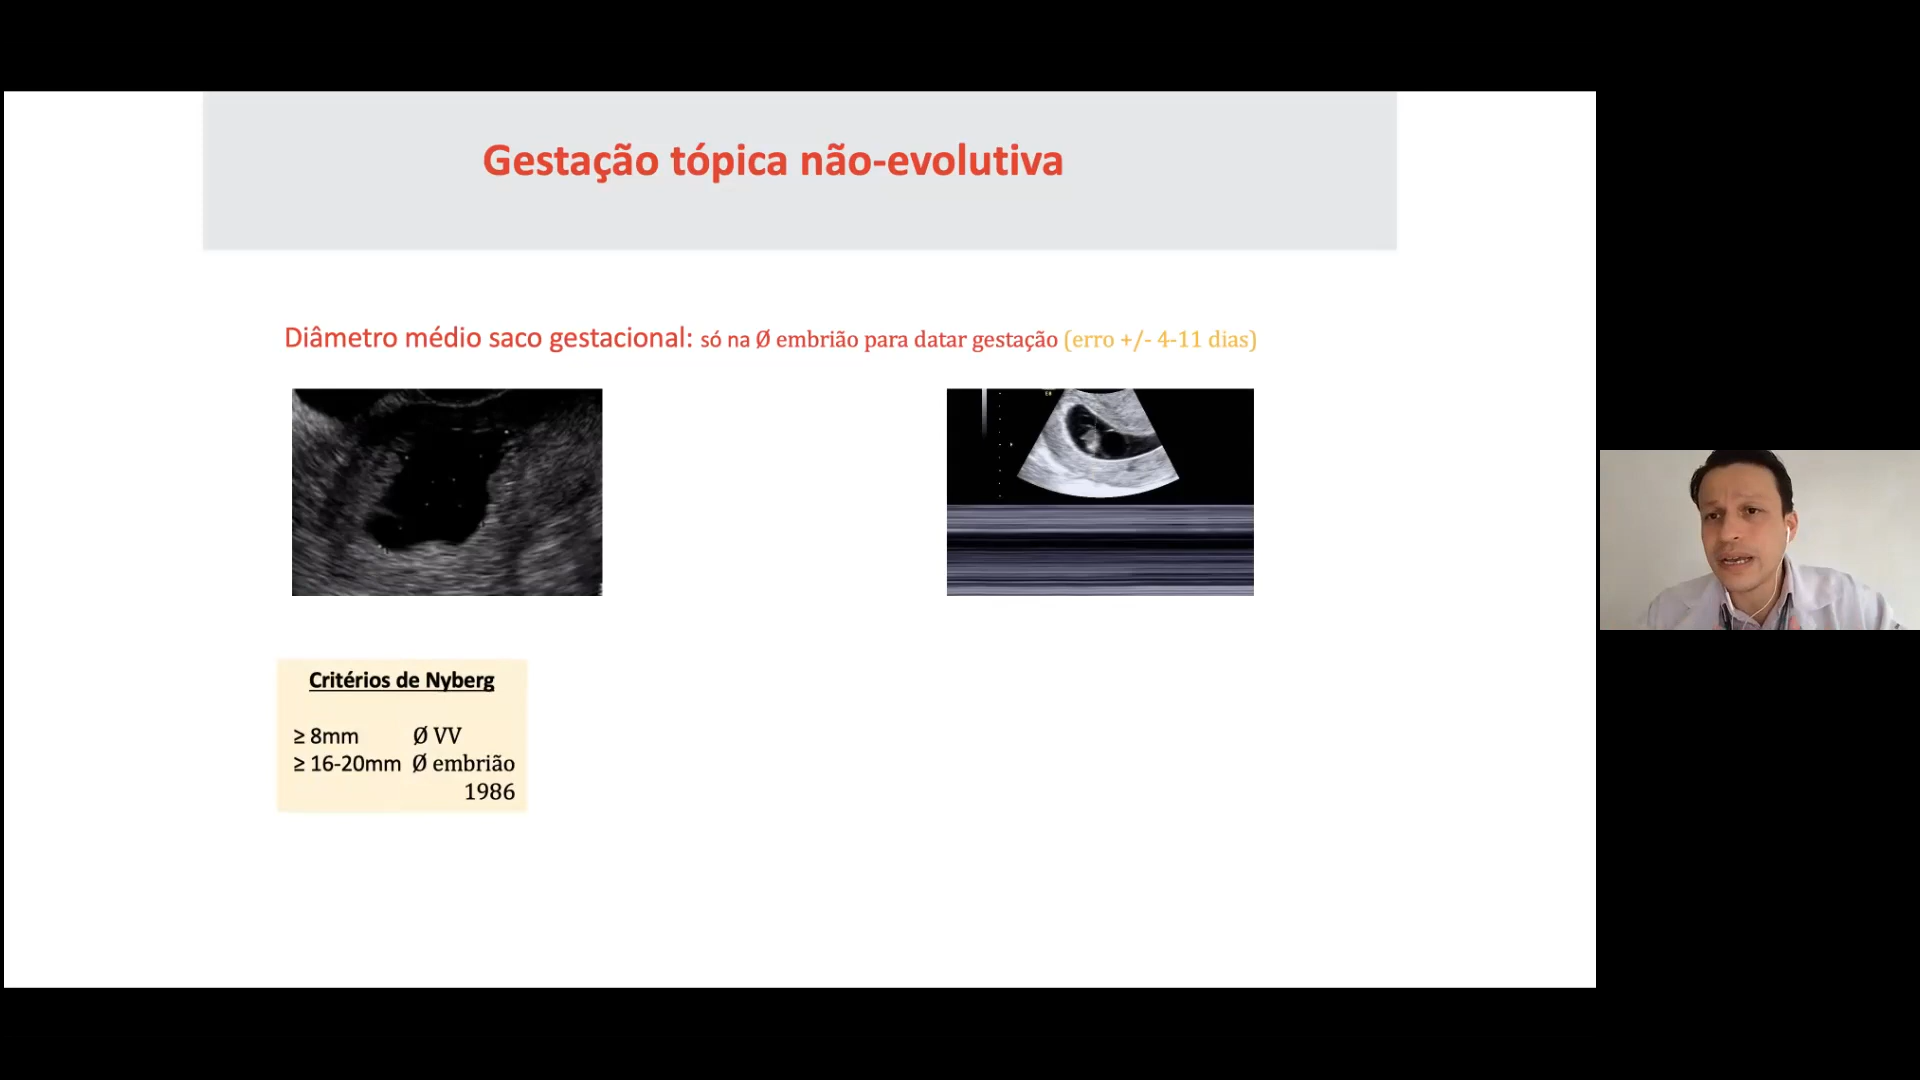 Gestação tópica não-evolutiva
Diâmetro médio saco gestacional: só na Ø embrião para datar gestação (erro +/- 4-11 dias)
Critérios de Nyberg
≥ 8mm Ø VV
≥ 16-20mm Ø embrião
1986